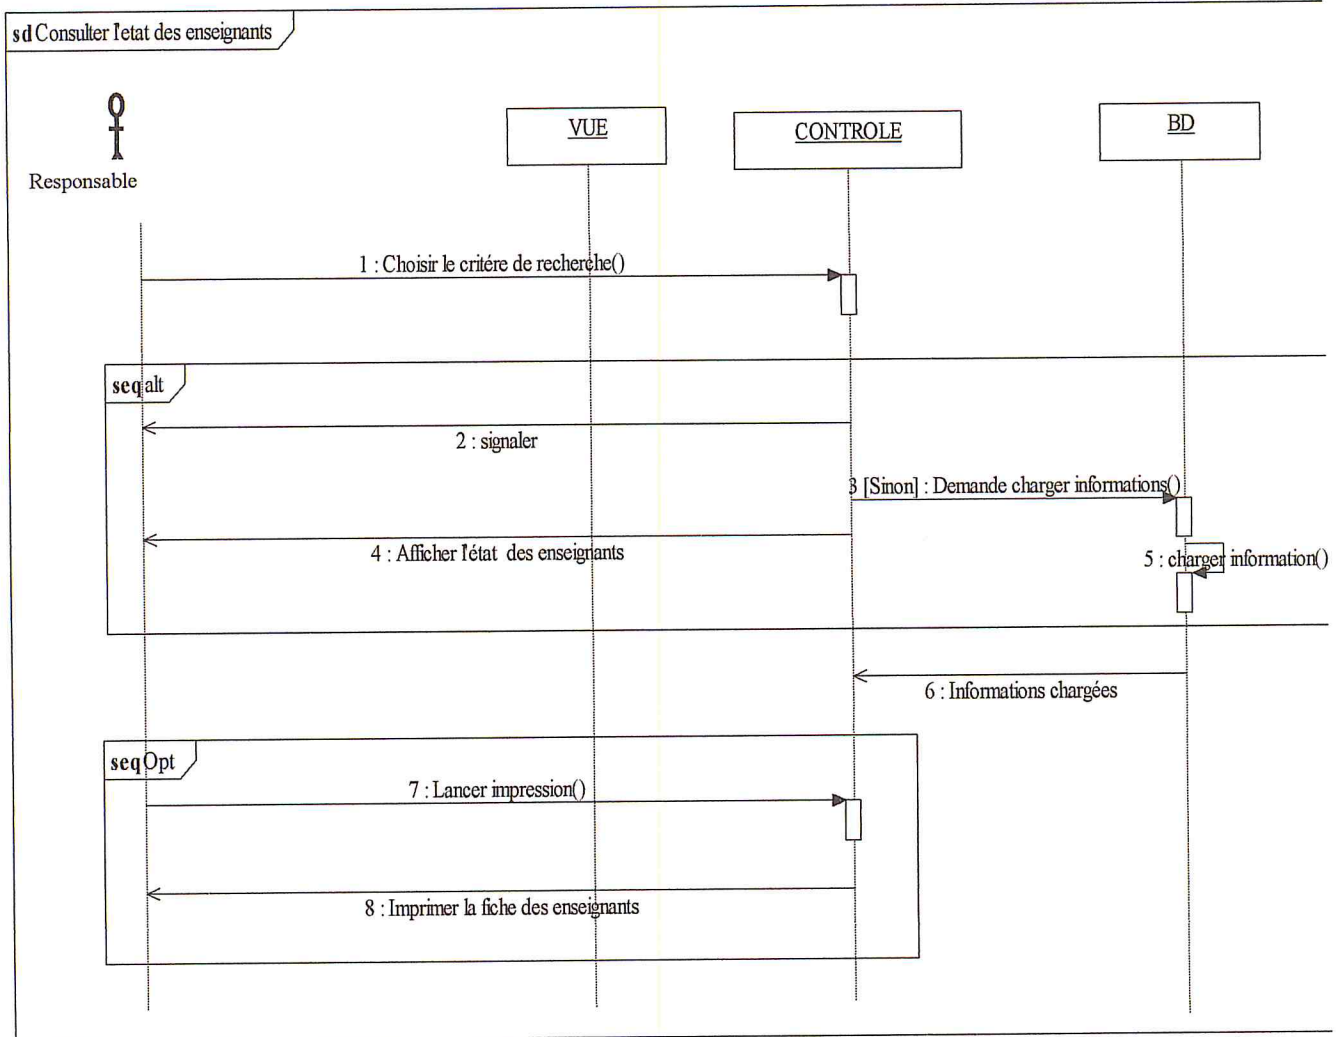 sd Consulter l'etat des enseignants
Responsable
VUE
CONTROLE
BD
1 : Choisir le critére de recherche()
seq alt
2 : signaler
3 [Sinon] : Demande charger informations()
4 : Afficher l'état des enseignants
5 : charger information()
6 : Informations chargées
seq Opt
7 : Lancer impression()
8 : Imprimer la fiche des enseignants